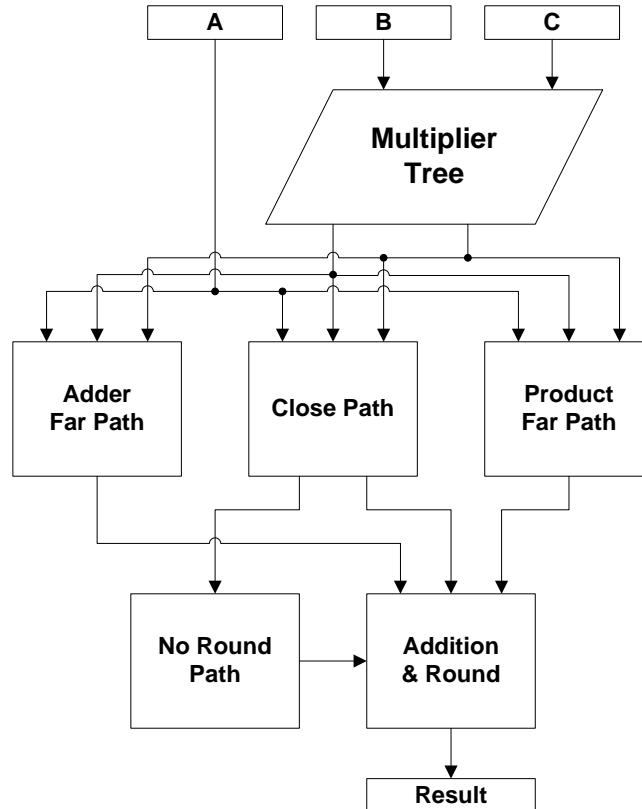 A
B
C
Multiplier
Tree
Adder
Far Path
Close Path
Product
Far Path
No Round
Path
Addition
& Round
Result